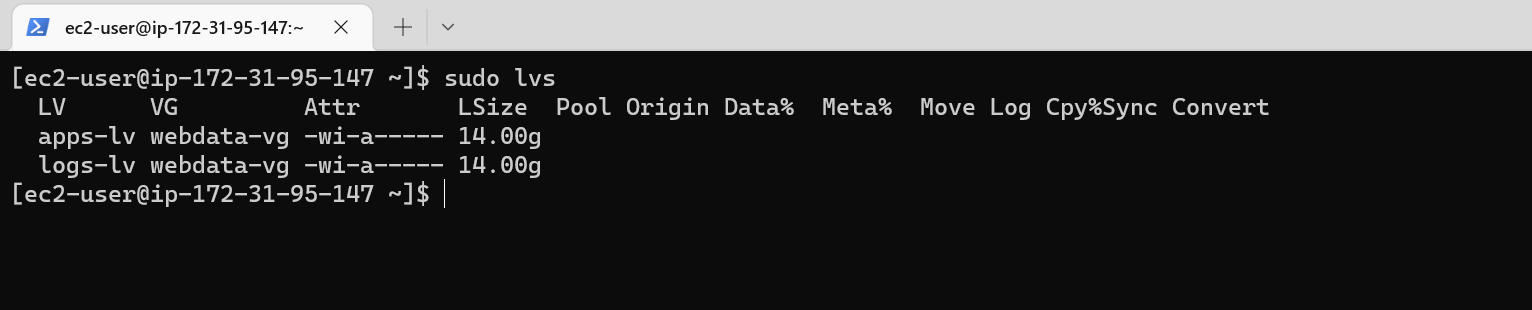 ec2-user@ip-172-31-95-147:~
[ec2-user@ip-172-31-95-147 ~]$ sudo lvs
  LV      VG         Attr       LSize  Pool Origin Data%  Meta%  Move Log Cpy%Sync Convert
  apps-lv webdata-vg -wi-a----- 14.00g
  logs-lv webdata-vg -wi-a----- 14.00g
[ec2-user@ip-172-31-95-147 ~]$